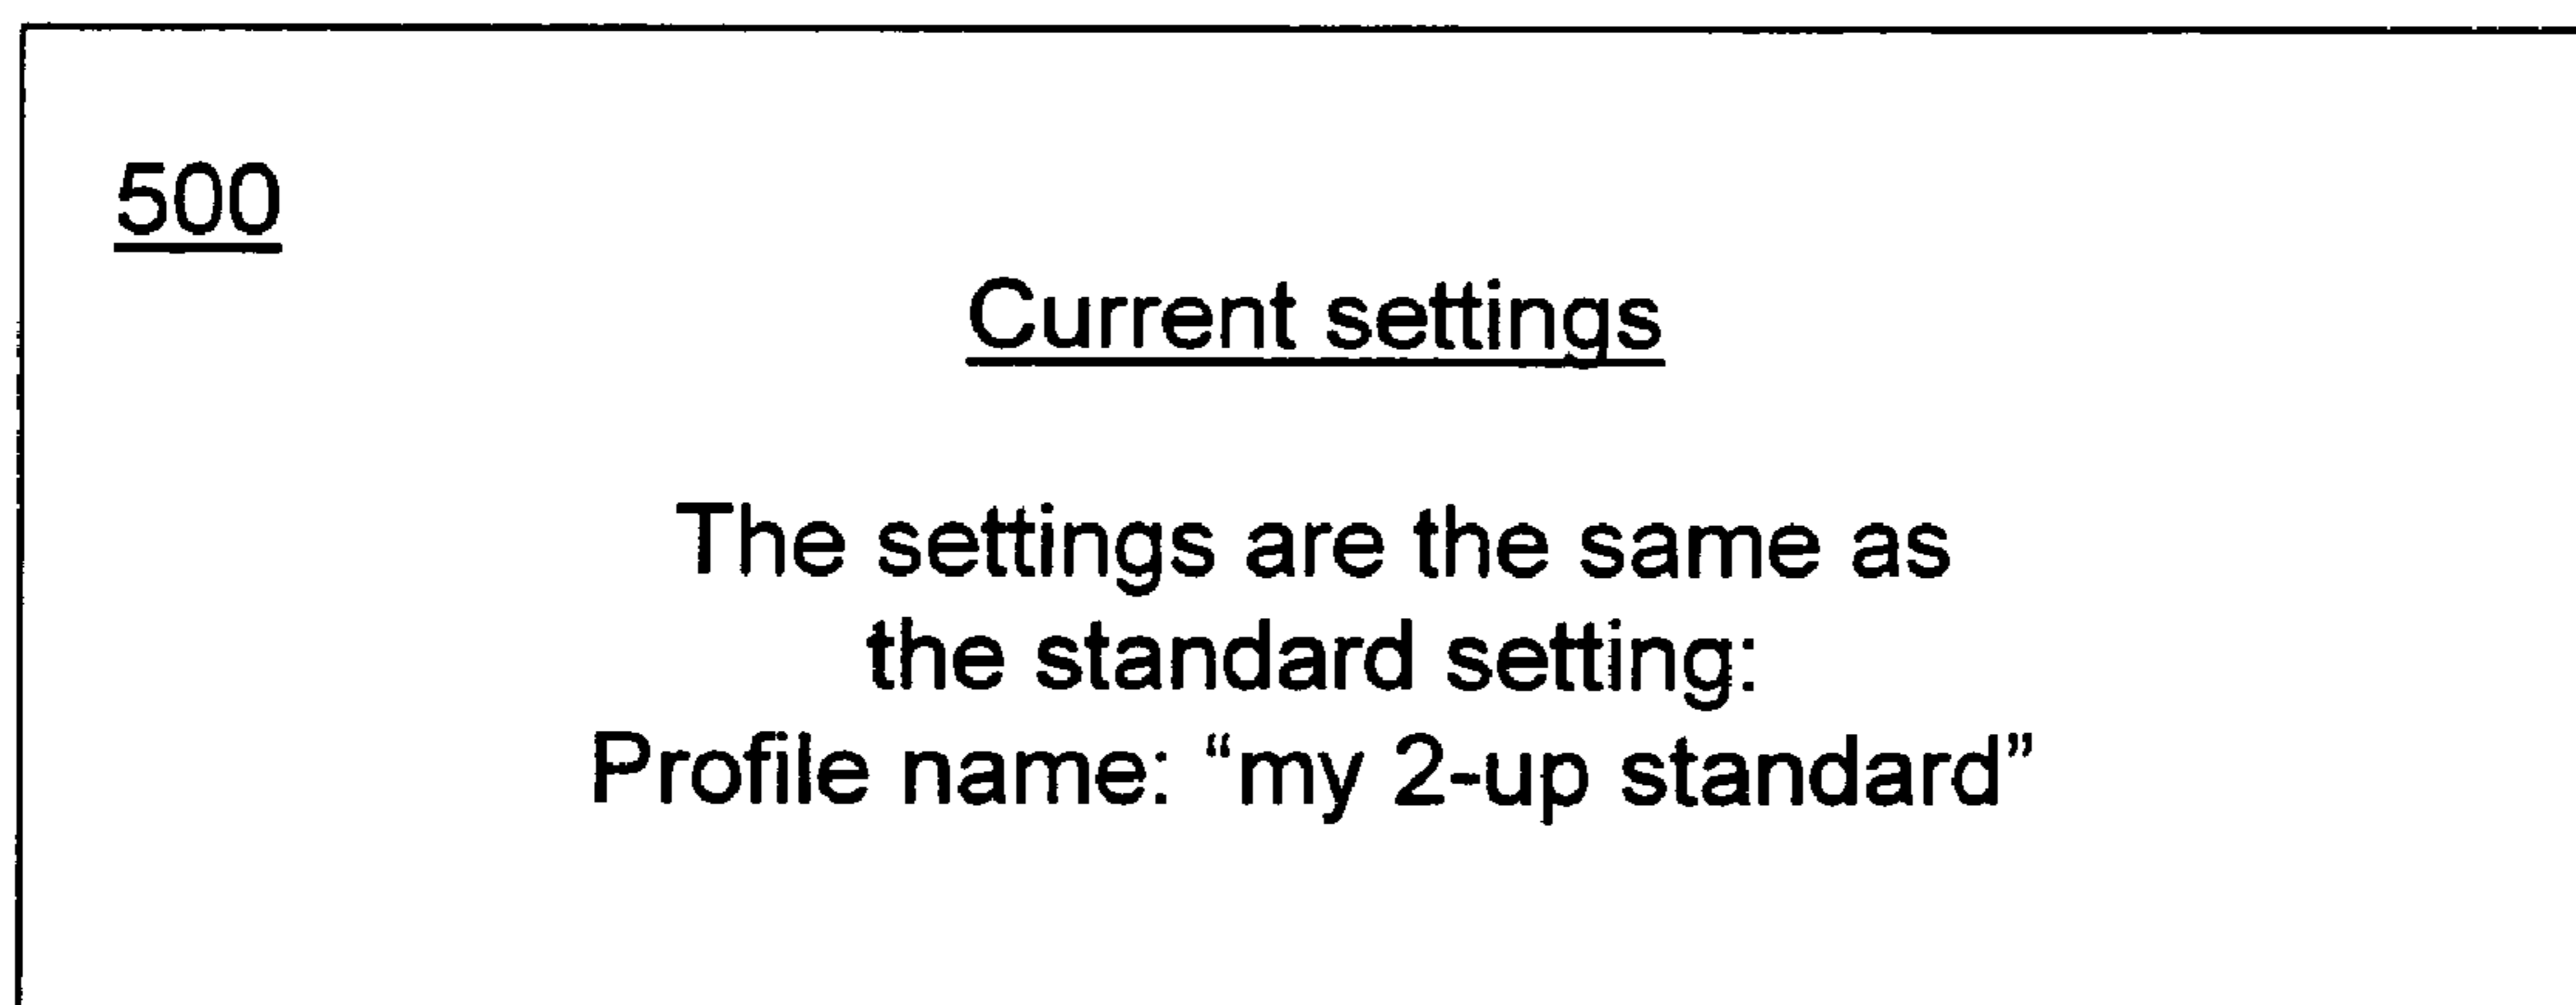 500
Current settings
The settings are the same as
the standard setting:
Profile name: “my 2-up standard”